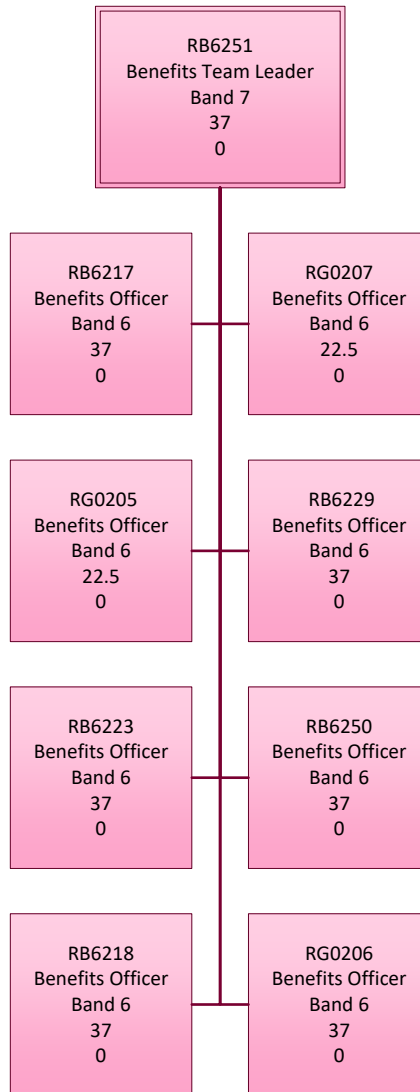 RB6251
Benefits Team Leader
Band 7
37
0
RB6217
Benefits Officer
Band 6
37
0
RG0207
Benefits Officer
Band 6
22.5
0
RG0205
Benefits Officer
Band 6
22.5
0
RB6229
Benefits Officer
Band 6
37
0
RB6223
Benefits Officer
Band 6
37
0
RB6250
Benefits Officer
Band 6
37
0
RB6218
Benefits Officer
Band 6
37
0
RG0206
Benefits Officer
Band 6
37
0